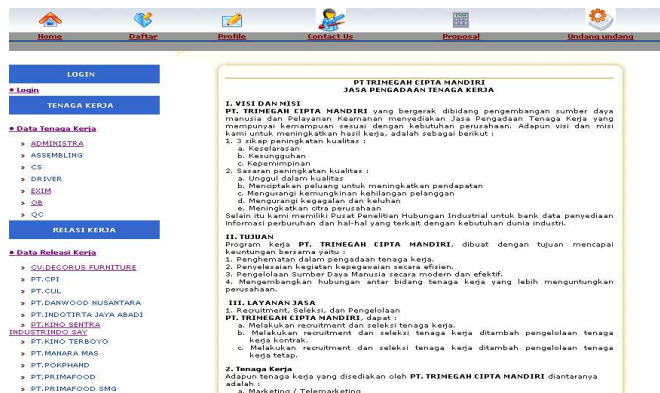 Home Daftar Profile Contact Us Proposal Undang undang
LOGIN
Login
TENAGA KERJA
Data Tenaga Kerja
ADMINISTRA
ASSEMBLING
CS
DRIVER
EXIM
OB
QC
RELASI KERJA
Data Relasi Kerja
CV.DECORUS FURNITURE
PT.CPI
PT.CUL
PT.DANWOOD NUSANTARA
PT.INDOTIRTA JAYA ABADI
PT.KINO SENTRA
INDUSTRINDO SAY
PT.KINO TERBOYO
PT.MANARA MAS
PT.POKPHAND
PT.PRIMAFOOD
PT.PRIMAFOOD SMG
PT TRIMEGAH CIPTA MANDIRI
JASA PENGADAAN TENAGA KERJA
I. VISI DAN MISI
PT. TRIMEGAH CIPTA MANDIRI yang bergerak dibidang pengembangan sumber daya
manusia dan Pelayanan Keamanan menyediakan Jasa Pengadaan Tenaga Kerja yang
mempunyai kemampuan sesuai dengan kebutuhan perusahaan. Adapun visi dan misi
kami untuk meningkatkan hasil kerja, adalah sebagai berikut :
1. 3 sikap peningkatan kualitas :
a. Keselarasan
b. Kesungguhan
c. Kepemimpinan
2. Sasaran peningkatan kualitas :
a. Unggul dalam kualitas
b. Menciptakan peluang untuk meningkatkan pendapatan
c. Mengurangi kemungkinan kehilangan pelanggan
d. Mengurangi kegagalan dan keluhan
e. Meningkatkan citra perusahaan
Selain itu kami memiliki Pusat Penelitian Hubungan Industrial untuk bank data penyediaan
informasi perburuhan dan hal-hal yang terkait dengan kebutuhan dunia industri.
II. TUJUAN
Program kerja PT. TRIMEGAH CIPTA MANDIRI, dibuat dengan tujuan mencapai
keuntungan bersama yaitu :
1. Penghematan dalam pengadaan tenaga kerja.
2. Penyelesaian kegiatan kepegawaian secara efisien.
3. Pengelolaan Sumber Daya Manusia secara modern dan efektif.
4. Mengembangkan hubungan antar bidang tenaga kerja yang lebih menguntungkan
perusahaan.
III. LAYANAN JASA
1. Recruitment, Seleksi, dan Pengelolaan
PT. TRIMEGAH CIPTA MANDIRI, dapat :
a. Melakukan recruitment dan seleksi tenaga kerja.
b. Melakukan recruitment dan seleksi tenaga kerja ditambah pengelolaan tenaga
kerja kontrak.
c. Melakukan recruitment dan seleksi tenaga kerja ditambah pengelolaan tenaga
kerja tetap.
2. Tenaga Kerja
Adapun tenaga kerja yang disediakan oleh PT. TRIMEGAH CIPTA MANDIRI diantaranya
adalah :
a. Marketing / Telemarketing